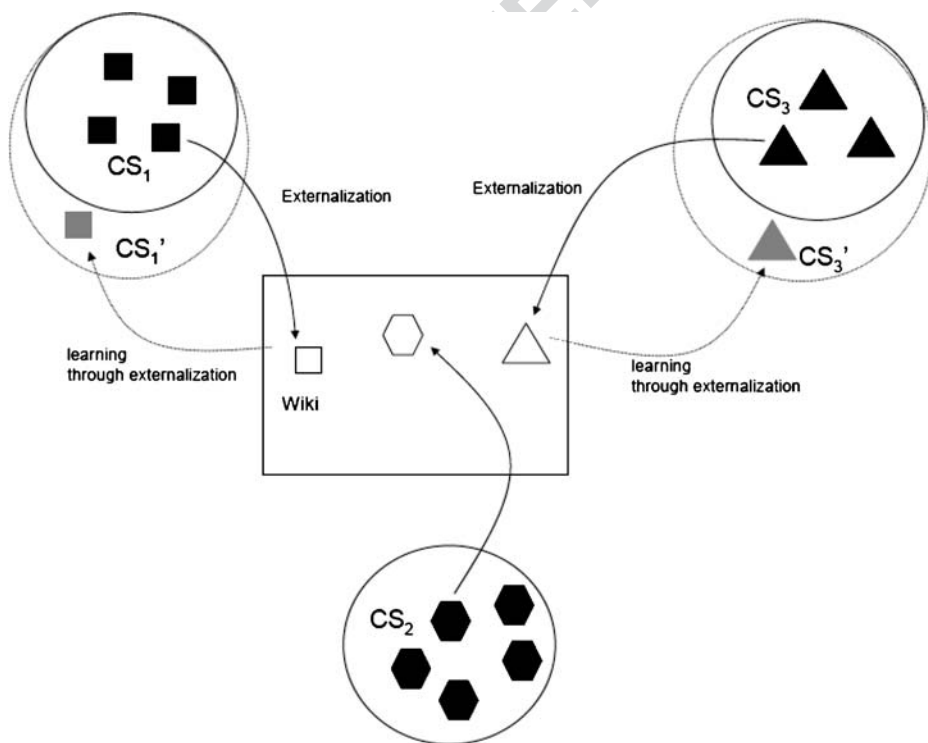 CS₁
CS₃
Externalization
Externalization
CS₁’
CS₃’
learning
through externalization
learning
through externalization
Wiki
CS₂